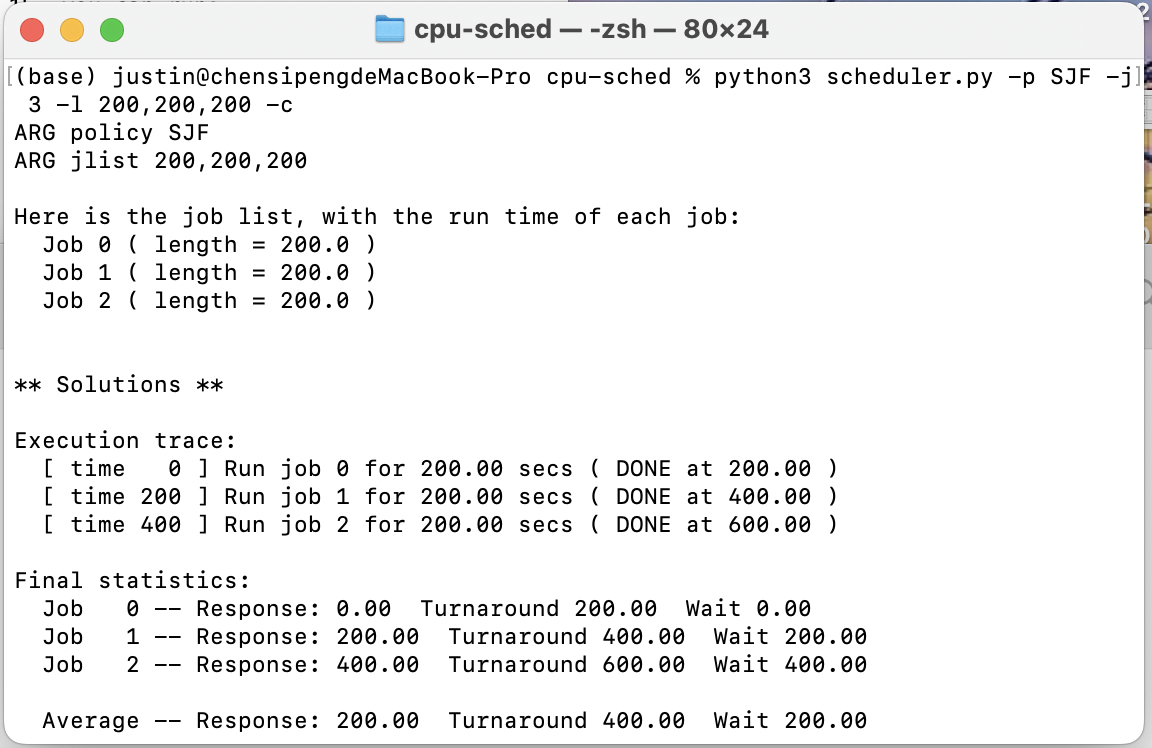 cpu-sched — -zsh — 80×24
(base) justin@chensipengdeMacBook-Pro cpu-sched % python3 scheduler.py -p SJF -j
 3 -l 200,200,200 -c
ARG policy SJF
ARG jlist 200,200,200

Here is the job list, with the run time of each job:
  Job 0 ( length = 200.0 )
  Job 1 ( length = 200.0 )
  Job 2 ( length = 200.0 )


** Solutions **

Execution trace:
  [ time   0 ] Run job 0 for 200.00 secs ( DONE at 200.00 )
  [ time 200 ] Run job 1 for 200.00 secs ( DONE at 400.00 )
  [ time 400 ] Run job 2 for 200.00 secs ( DONE at 600.00 )

Final statistics:
  Job   0 -- Response: 0.00  Turnaround 200.00  Wait 0.00
  Job   1 -- Response: 200.00  Turnaround 400.00  Wait 200.00
  Job   2 -- Response: 400.00  Turnaround 600.00  Wait 400.00

  Average -- Response: 200.00  Turnaround 400.00  Wait 200.00